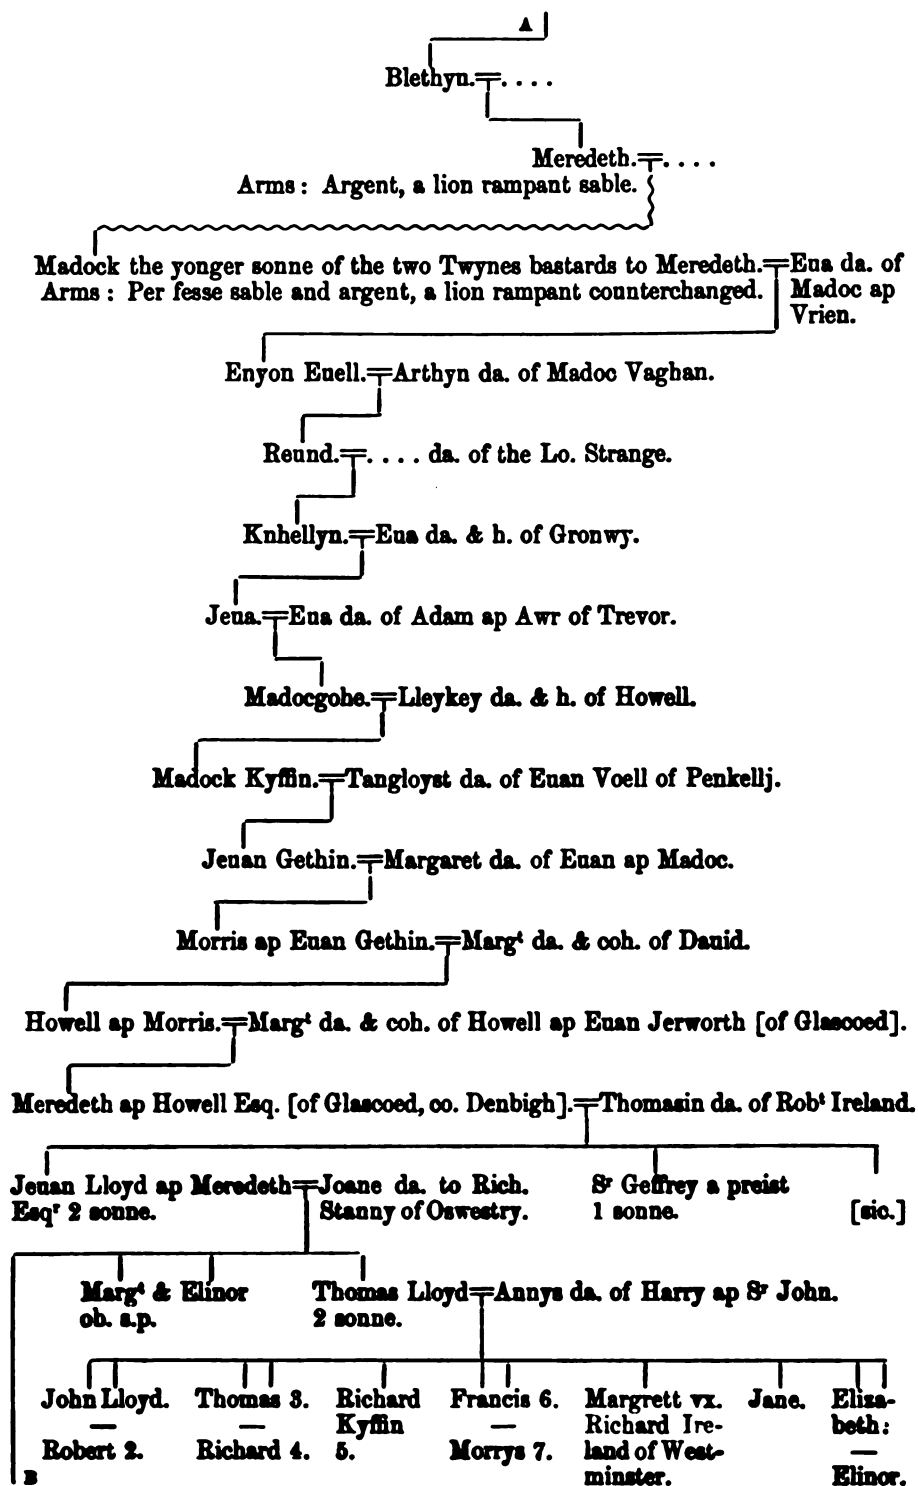 A
Blethyn.=. . . .
Meredeth.=. . . .
Arms : Argent, a lion rampant sable.
Madock the yonger sonne of the two Twynes bastards to Meredeth.=Eua da. of
Arms : Per fesse sable and argent, a lion rampant counterchanged. Madoc ap
Vrien.
Enyon Euell.=Arthyn da. of Madoc Vaghan.
Reund.=. . . . da. of the Lo. Strange.
Knhellyn.=Eua da. & h. of Gronwy.
Jeua.=Eua da. of Adam ap Awr of Trevor.
Madocgohe.=Lleykey da. & h. of Howell.
Madock Kyffin.=Tangloyst da. of Euan Voell of Penkellj.
Jeuan Gethin.=Margaret da. of Euan ap Madoc.
Morris ap Euan Gethin.=Margᵗ da. & coh. of Dauid.
Howell ap Morris.=Margᵗ da. & coh. of Howell ap Euan Jerworth [of Glascoed].
Meredeth ap Howell Esq. [of Glascoed, co. Denbigh].=Thomasin da. of Robᵗ Ireland.
Jeuan Lloyd ap Meredeth=Joane da. to Rich. Sʳ Geffrey a preist
Esqʳ 2 sonne. Stanny of Oswestry. 1 sonne. [sic.]
Margᵗ & Elinor Thomas Lloyd=Annys da. of Harry ap Sʳ John.
ob. s.p. 2 sonne.
John Lloyd. Thomas 3. Richard Francis 6. Margrett vx. Jane. Eliza-
— — Kyffin — Richard Ire- beth:
Robert 2. Richard 4. 5. Morrys 7. land of West- —
B minster. Elinor.